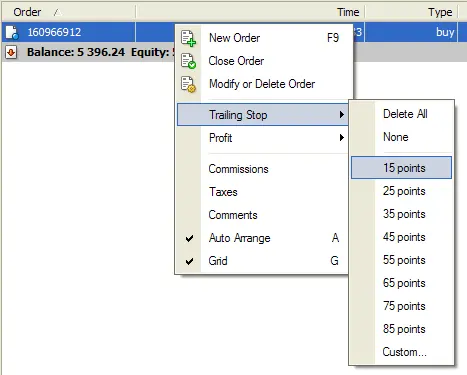 Order / Time Type
160966912 3 buy
Balance: 5 396.24 Equity:
New Order F9
Close Order
Modify or Delete Order
Trailing Stop
Profit
Commissions
Taxes
Comments
Auto Arrange A
Grid G
Delete All
None
15 points
25 points
35 points
45 points
55 points
65 points
75 points
85 points
Custom...